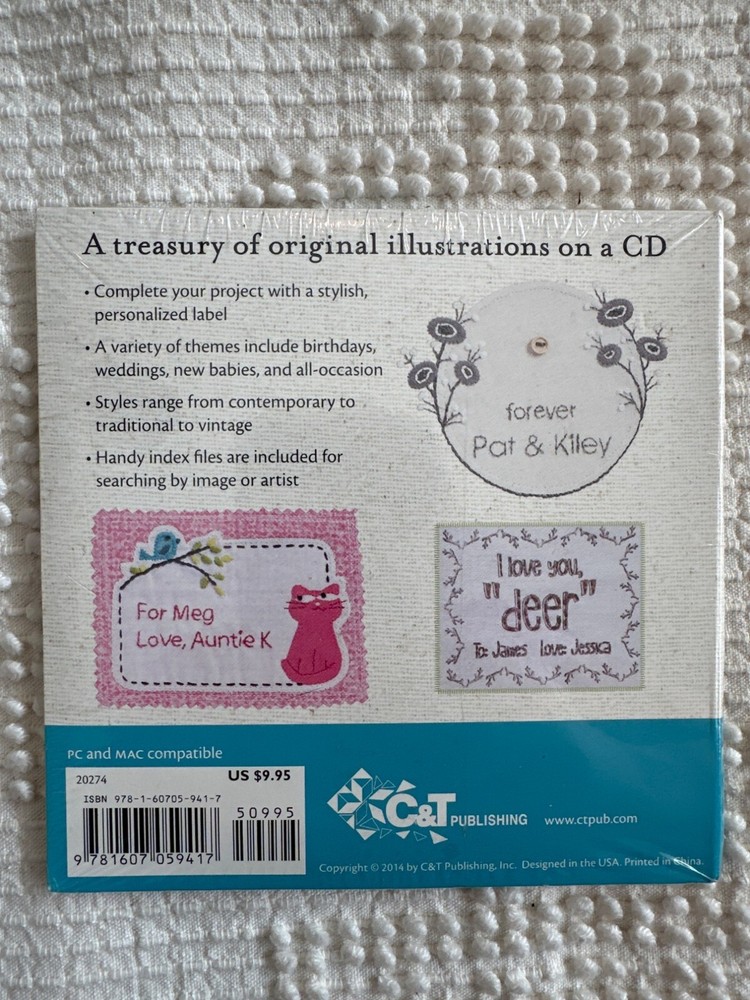 A treasury of original illustrations on a CD
• Complete your project with a stylish,
personalized label
• A variety of themes include birthdays,
weddings, new babies, and all-occasion
• Styles range from contemporary to
traditional to vintage
• Handy index files are included for
searching by image or artist
forever
Pat & Kiley
For Meg
Love, Auntie K
I love you,
"deer"
To: James Love: Jessica
PC and MAC compatible
20274
US $9.95
ISBN 978-1-60705-941-7
50995
9 781607 059417
C&T PUBLISHING
www.ctpub.com
Copyright © 2014 by C&T Publishing, Inc. Designed in the USA. Printed in China.